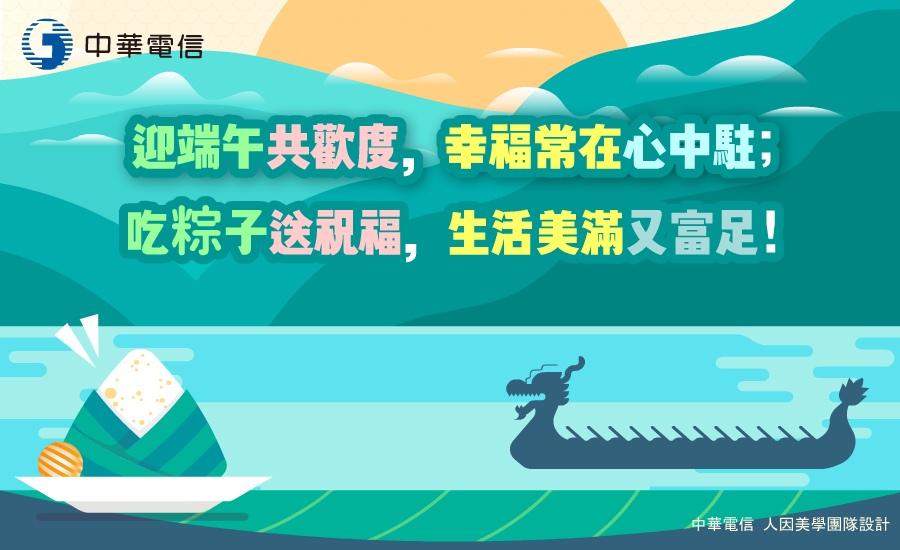 中華電信
迎端午共歡度，幸福常在心中駐；
吃粽子送祝福，生活美滿又富足！
中華電信 人因美學團隊設計